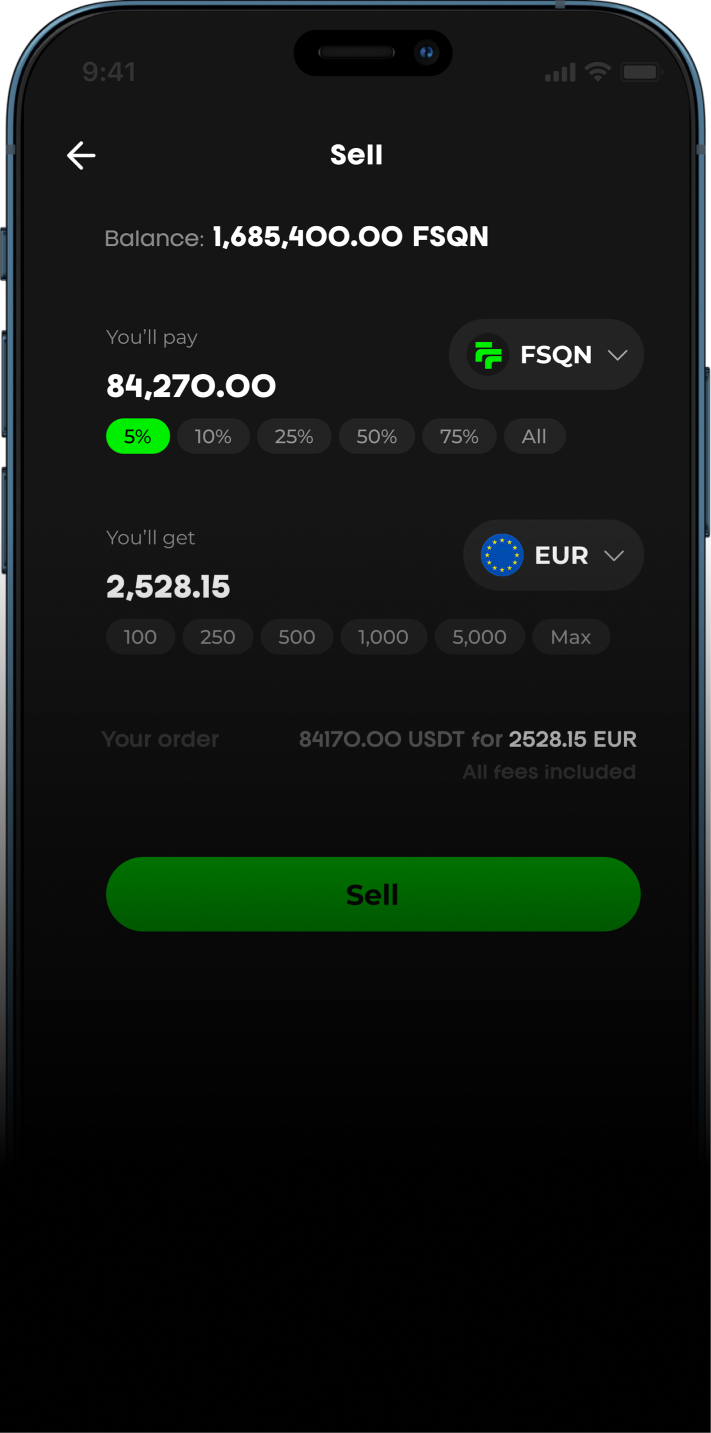 9:41
Sell
Balance: 1,685,400.00 FSQN
You'll pay
FSQN
84,270.00
5% 10% 25% 50% 75% All
You'll get
EUR
2,528.15
100 250 500 1,000 5,000 Max
Your order 84170.00 USDT for 2528.15 EUR
All fees included
Sell